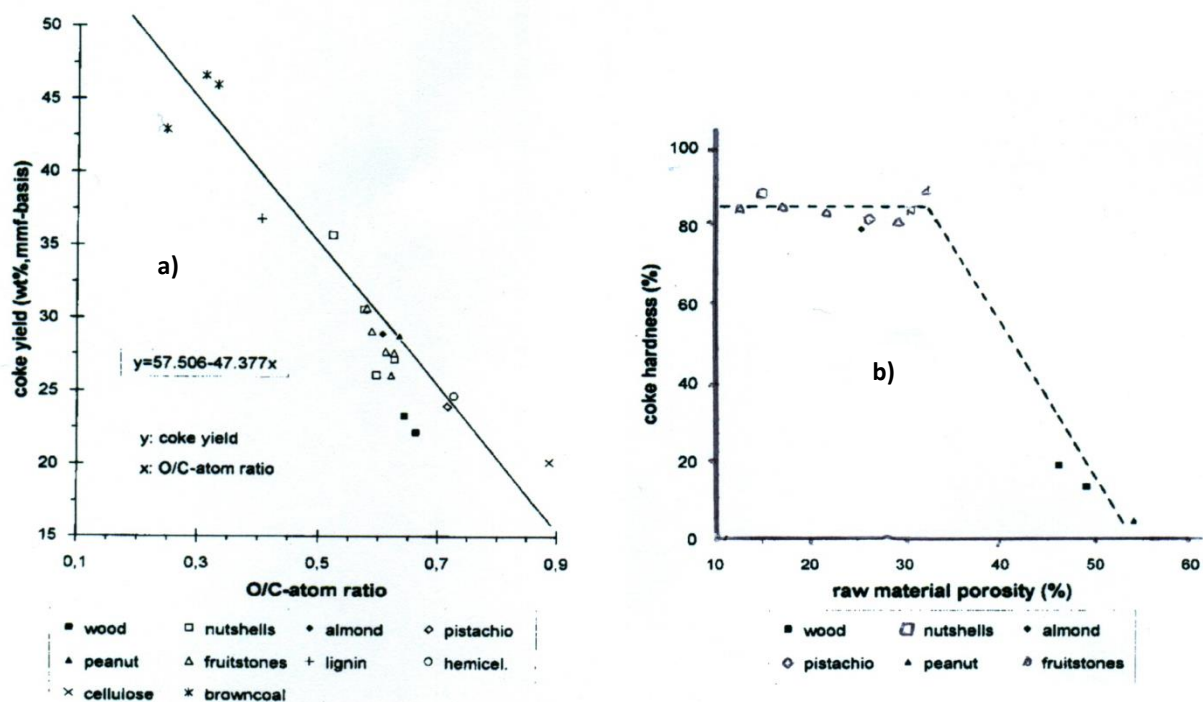 50
45
40
35
30
25
20
15
coke yield (wt%,mmf-basis)
a)
y=57.506-47.377x
y: coke yield
x: O/C-atom ratio
0,1 0,3 0,5 0,7 0,9
O/C-atom ratio
wood nutshells almond pistachio
peanut fruitstones lignin hemicel.
cellulose browncoal
100
80
60
40
20
0
coke hardness (%)
b)
10 20 30 40 50 60
raw material porosity (%)
wood nutshells almond
pistachio peanut fruitstones